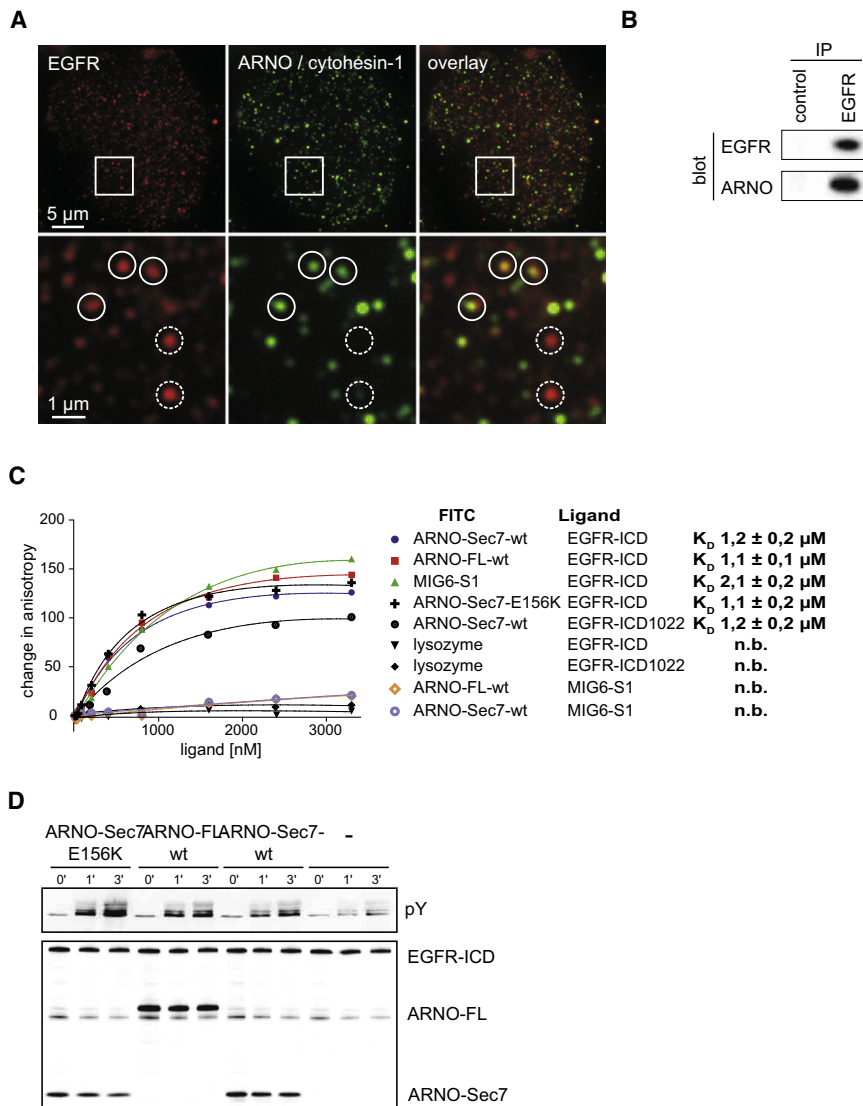 A
EGFR
ARNO / cytohesin-1
overlay
5 µm
1 µm
B
IP
control
EGFR
blot
EGFR
ARNO
C
change in anisotropy
200
150
100
50
0
1000
2000
3000
ligand [nM]
FITC Ligand
ARNO-Sec7-wt EGFR-ICD K_D 1,2 ± 0,2 µM
ARNO-FL-wt EGFR-ICD K_D 1,1 ± 0,1 µM
MIG6-S1 EGFR-ICD K_D 2,1 ± 0,2 µM
ARNO-Sec7-E156K EGFR-ICD K_D 1,1 ± 0,2 µM
ARNO-Sec7-wt EGFR-ICD1022 K_D 1,2 ± 0,2 µM
lysozyme EGFR-ICD n.b.
lysozyme EGFR-ICD1022 n.b.
ARNO-FL-wt MIG6-S1 n.b.
ARNO-Sec7-wt MIG6-S1 n.b.
D
ARNO-Sec7 ARNO-FL ARNO-Sec7- -
E156K wt wt
0' 1' 3' 0' 1' 3' 0' 1' 3' 0' 1' 3'
pY
EGFR-ICD
ARNO-FL
ARNO-Sec7